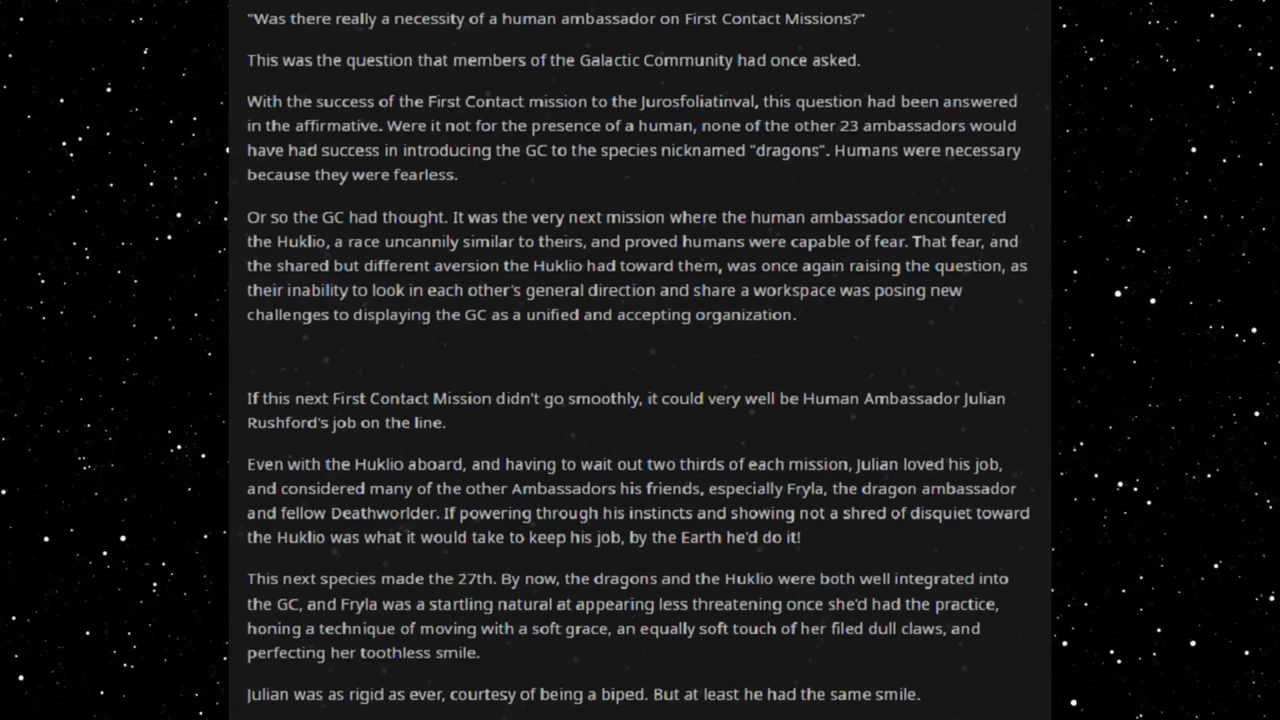 "Was there really a necessity of a human ambassador on First Contact Missions?"
This was the question that members of the Galactic Community had once asked.
With the success of the First Contact mission to the Jurosfoliatinval, this question had been answered
in the affirmative. Were it not for the presence of a human, none of the other 23 ambassadors would
have had success in introducing the GC to the species nicknamed "dragons". Humans were necessary
because they were fearless.
Or so the GC had thought. It was the very next mission where the human ambassador encountered
the Huklio, a race uncannily similar to theirs, and proved humans were capable of fear. That fear, and
the shared but different aversion the Huklio had toward them, was once again raising the question, as
their inability to look in each other's general direction and share a workspace was posing new
challenges to displaying the GC as a unified and accepting organization.
If this next First Contact Mission didn't go smoothly, it could very well be Human Ambassador Julian
Rushford's job on the line.
Even with the Huklio aboard, and having to wait out two thirds of each mission, Julian loved his job,
and considered many of the other Ambassadors his friends, especially Fryla, the dragon ambassador
and fellow Deathworlder. If powering through his instincts and showing not a shred of disquiet toward
the Huklio was what it would take to keep his job, by the Earth he'd do it!
This next species made the 27th. By now, the dragons and the Huklio were both well integrated into
the GC, and Fryla was a startling natural at appearing less threatening once she'd had the practice,
honing a technique of moving with a soft grace, an equally soft touch of her filed dull claws, and
perfecting her toothless smile.
Julian was as rigid as ever, courtesy of being a biped. But at least he had the same smile.